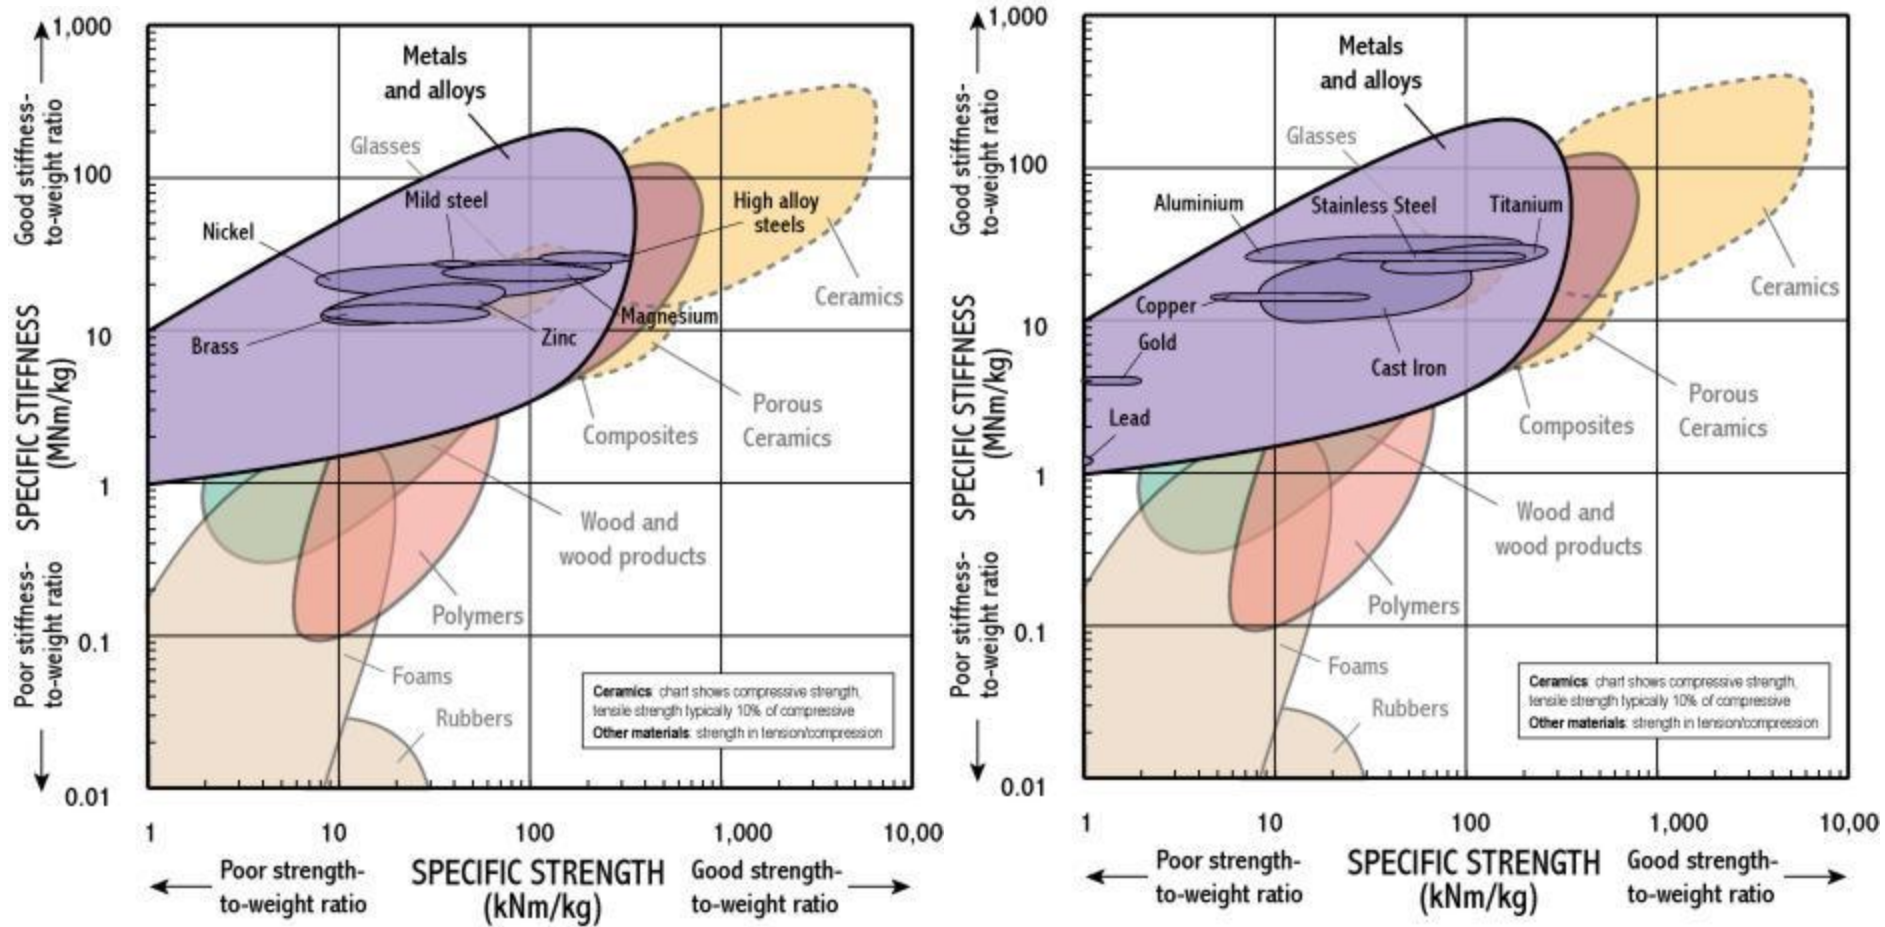 1,000
Good stiffness-
to-weight ratio
100
SPECIFIC STIFFNESS
(MNm/kg)
10
1
Poor stiffness-
to-weight ratio
0.1
0.01
Metals
and alloys
Glasses
Mild steel
High alloy
steels
Nickel
Ceramics
Magnesium
Brass
Zinc
Porous
Ceramics
Composites
Wood and
wood products
Polymers
Foams
Rubbers
Ceramics: chart shows compressive strength,
tensile strength typically 10% of compressive
Other materials: strength in tension/compression
1
10
100
1,000
10,00
Poor strength-
to-weight ratio
SPECIFIC STRENGTH
(kNm/kg)
Good strength-
to-weight ratio
1,000
Good stiffness-
to-weight ratio
100
SPECIFIC STIFFNESS
(MNm/kg)
10
1
Poor stiffness-
to-weight ratio
0.1
0.01
Metals
and alloys
Glasses
Aluminium
Stainless Steel
Titanium
Ceramics
Copper
Gold
Cast Iron
Lead
Porous
Ceramics
Composites
Wood and
wood products
Polymers
Foams
Rubbers
Ceramics: chart shows compressive strength,
tensile strength typically 10% of compressive
Other materials: strength in tension/compression
1
10
100
1,000
10,00
Poor strength-
to-weight ratio
SPECIFIC STRENGTH
(kNm/kg)
Good strength-
to-weight ratio